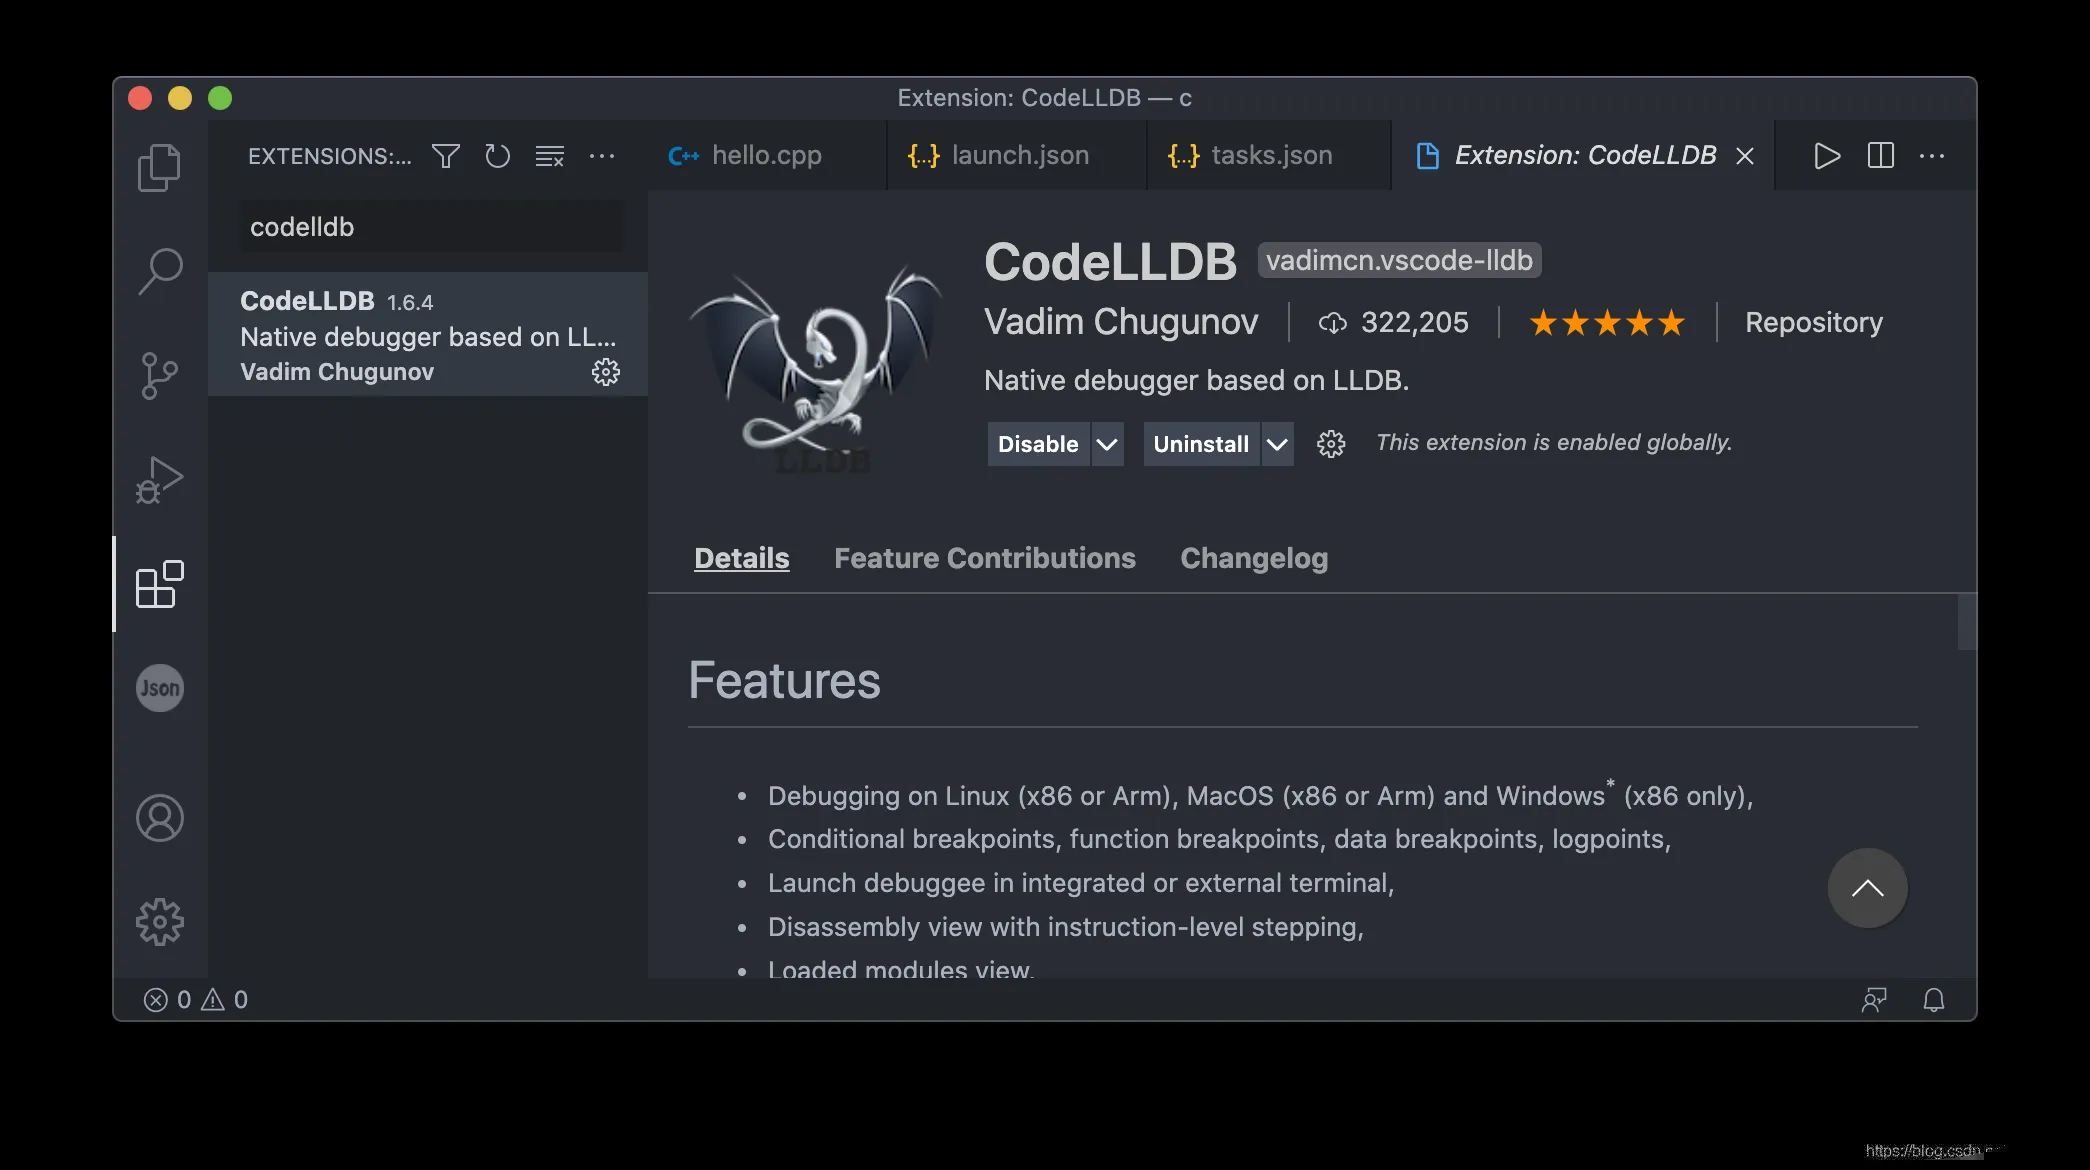 Extension: CodeLLDB — c
EXTENSIONS:...
hello.cpp
launch.json
tasks.json
Extension: CodeLLDB
codelldb
CodeLLDB 1.6.4
Native debugger based on LL...
Vadim Chugunov
CodeLLDB vadimcn.vscode-lldb
Vadim Chugunov 322,205 Repository
Native debugger based on LLDB.
Disable Uninstall This extension is enabled globally.
LLDB
Details Feature Contributions Changelog
Features
• Debugging on Linux (x86 or Arm), MacOS (x86 or Arm) and Windows* (x86 only),
• Conditional breakpoints, function breakpoints, data breakpoints, logpoints,
• Launch debuggee in integrated or external terminal,
• Disassembly view with instruction-level stepping,
• Loaded modules view,
Json
0 0
https://blog.csdn